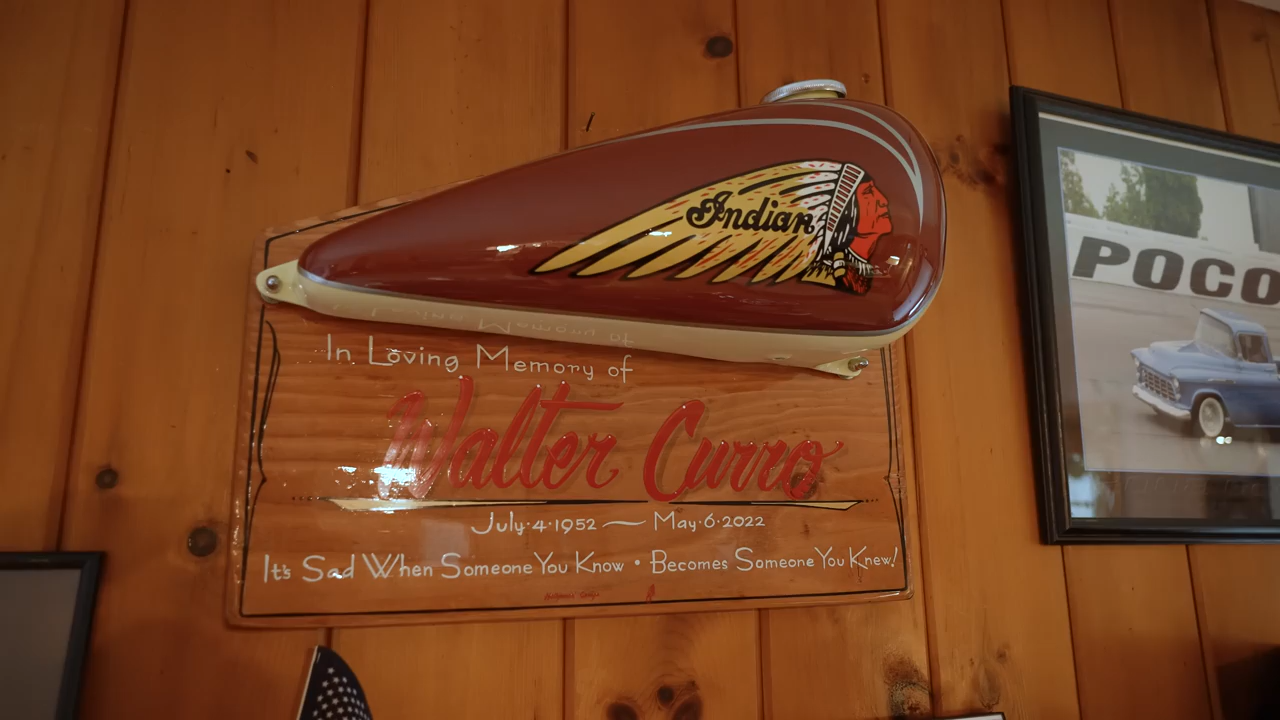 Indian
In Loving Memory of
Walter Curro
July·4·1952 — May·6·2022
It's Sad When Someone You Know • Becomes Someone You Knew!
POCO